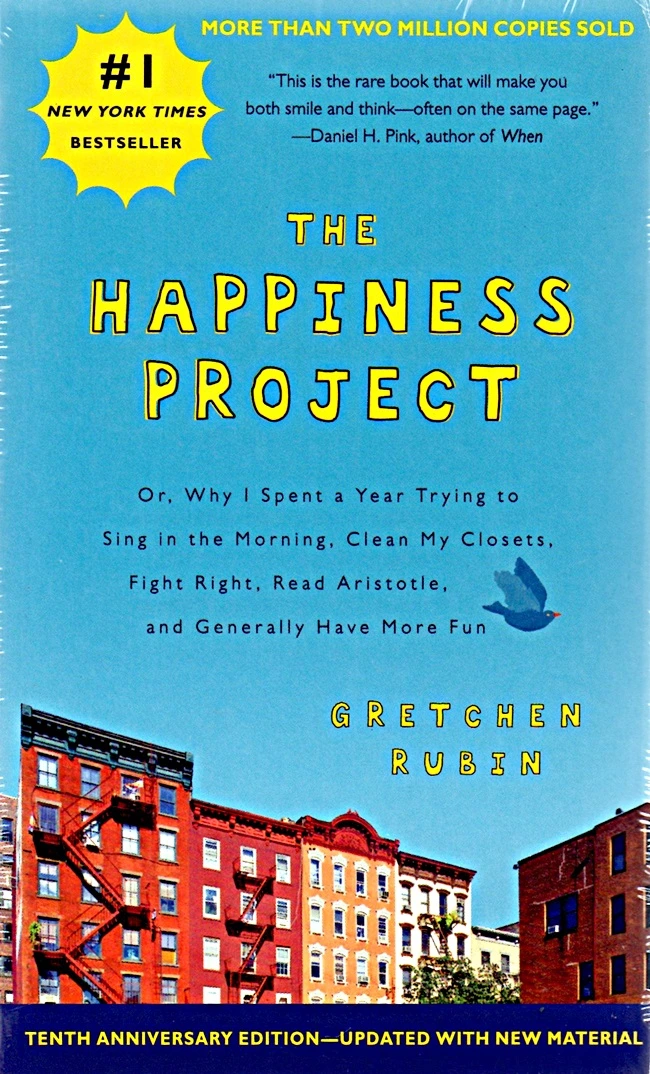 MORE THAN TWO MILLION COPIES SOLD
#1
NEW YORK TIMES
BESTSELLER
“This is the rare book that will make you
both smile and think—often on the same page.”
—Daniel H. Pink, author of When
THE
HAPPINESS
PROJECT
Or, Why I Spent a Year Trying to
Sing in the Morning, Clean My Closets,
Fight Right, Read Aristotle,
and Generally Have More Fun
GRETCHEN
RUBIN
TENTH ANNIVERSARY EDITION—UPDATED WITH NEW MATERIAL